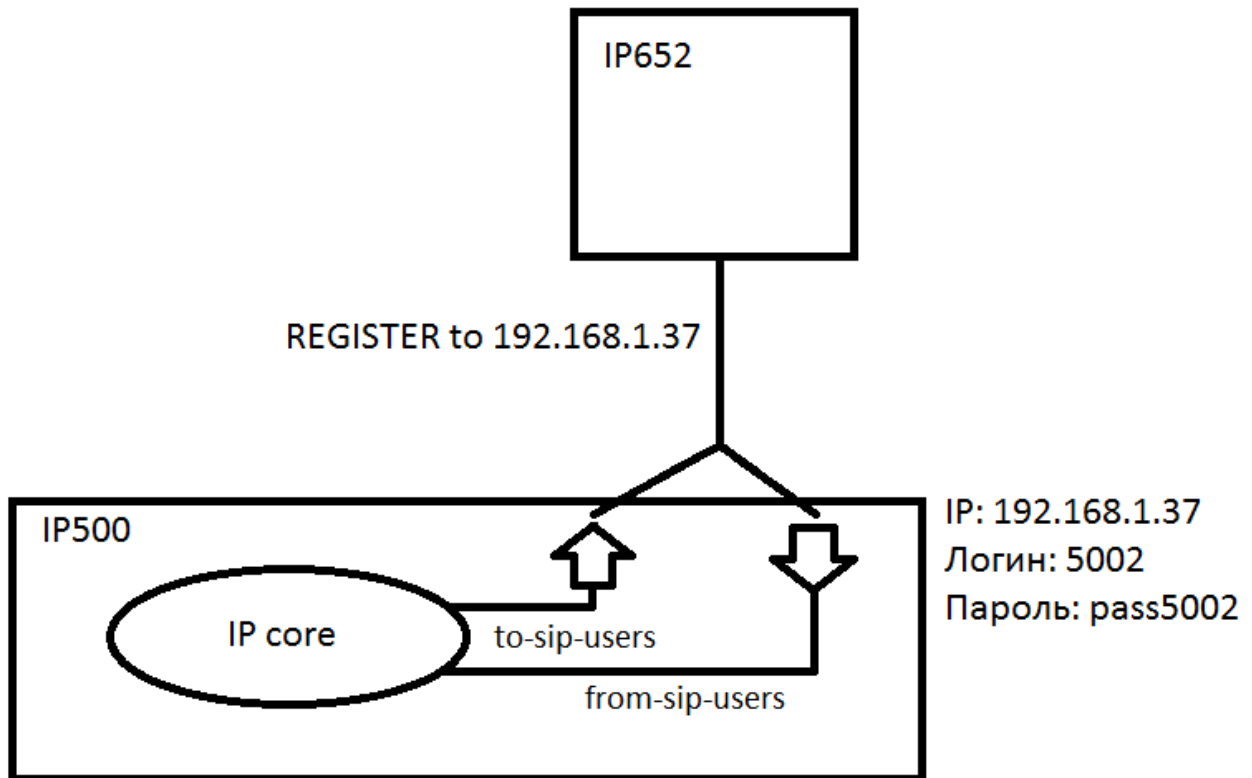 IP652
REGISTER to 192.168.1.37
IP500
IP: 192.168.1.37
Логин: 5002
Пароль: pass5002
IP core
to-sip-users
from-sip-users